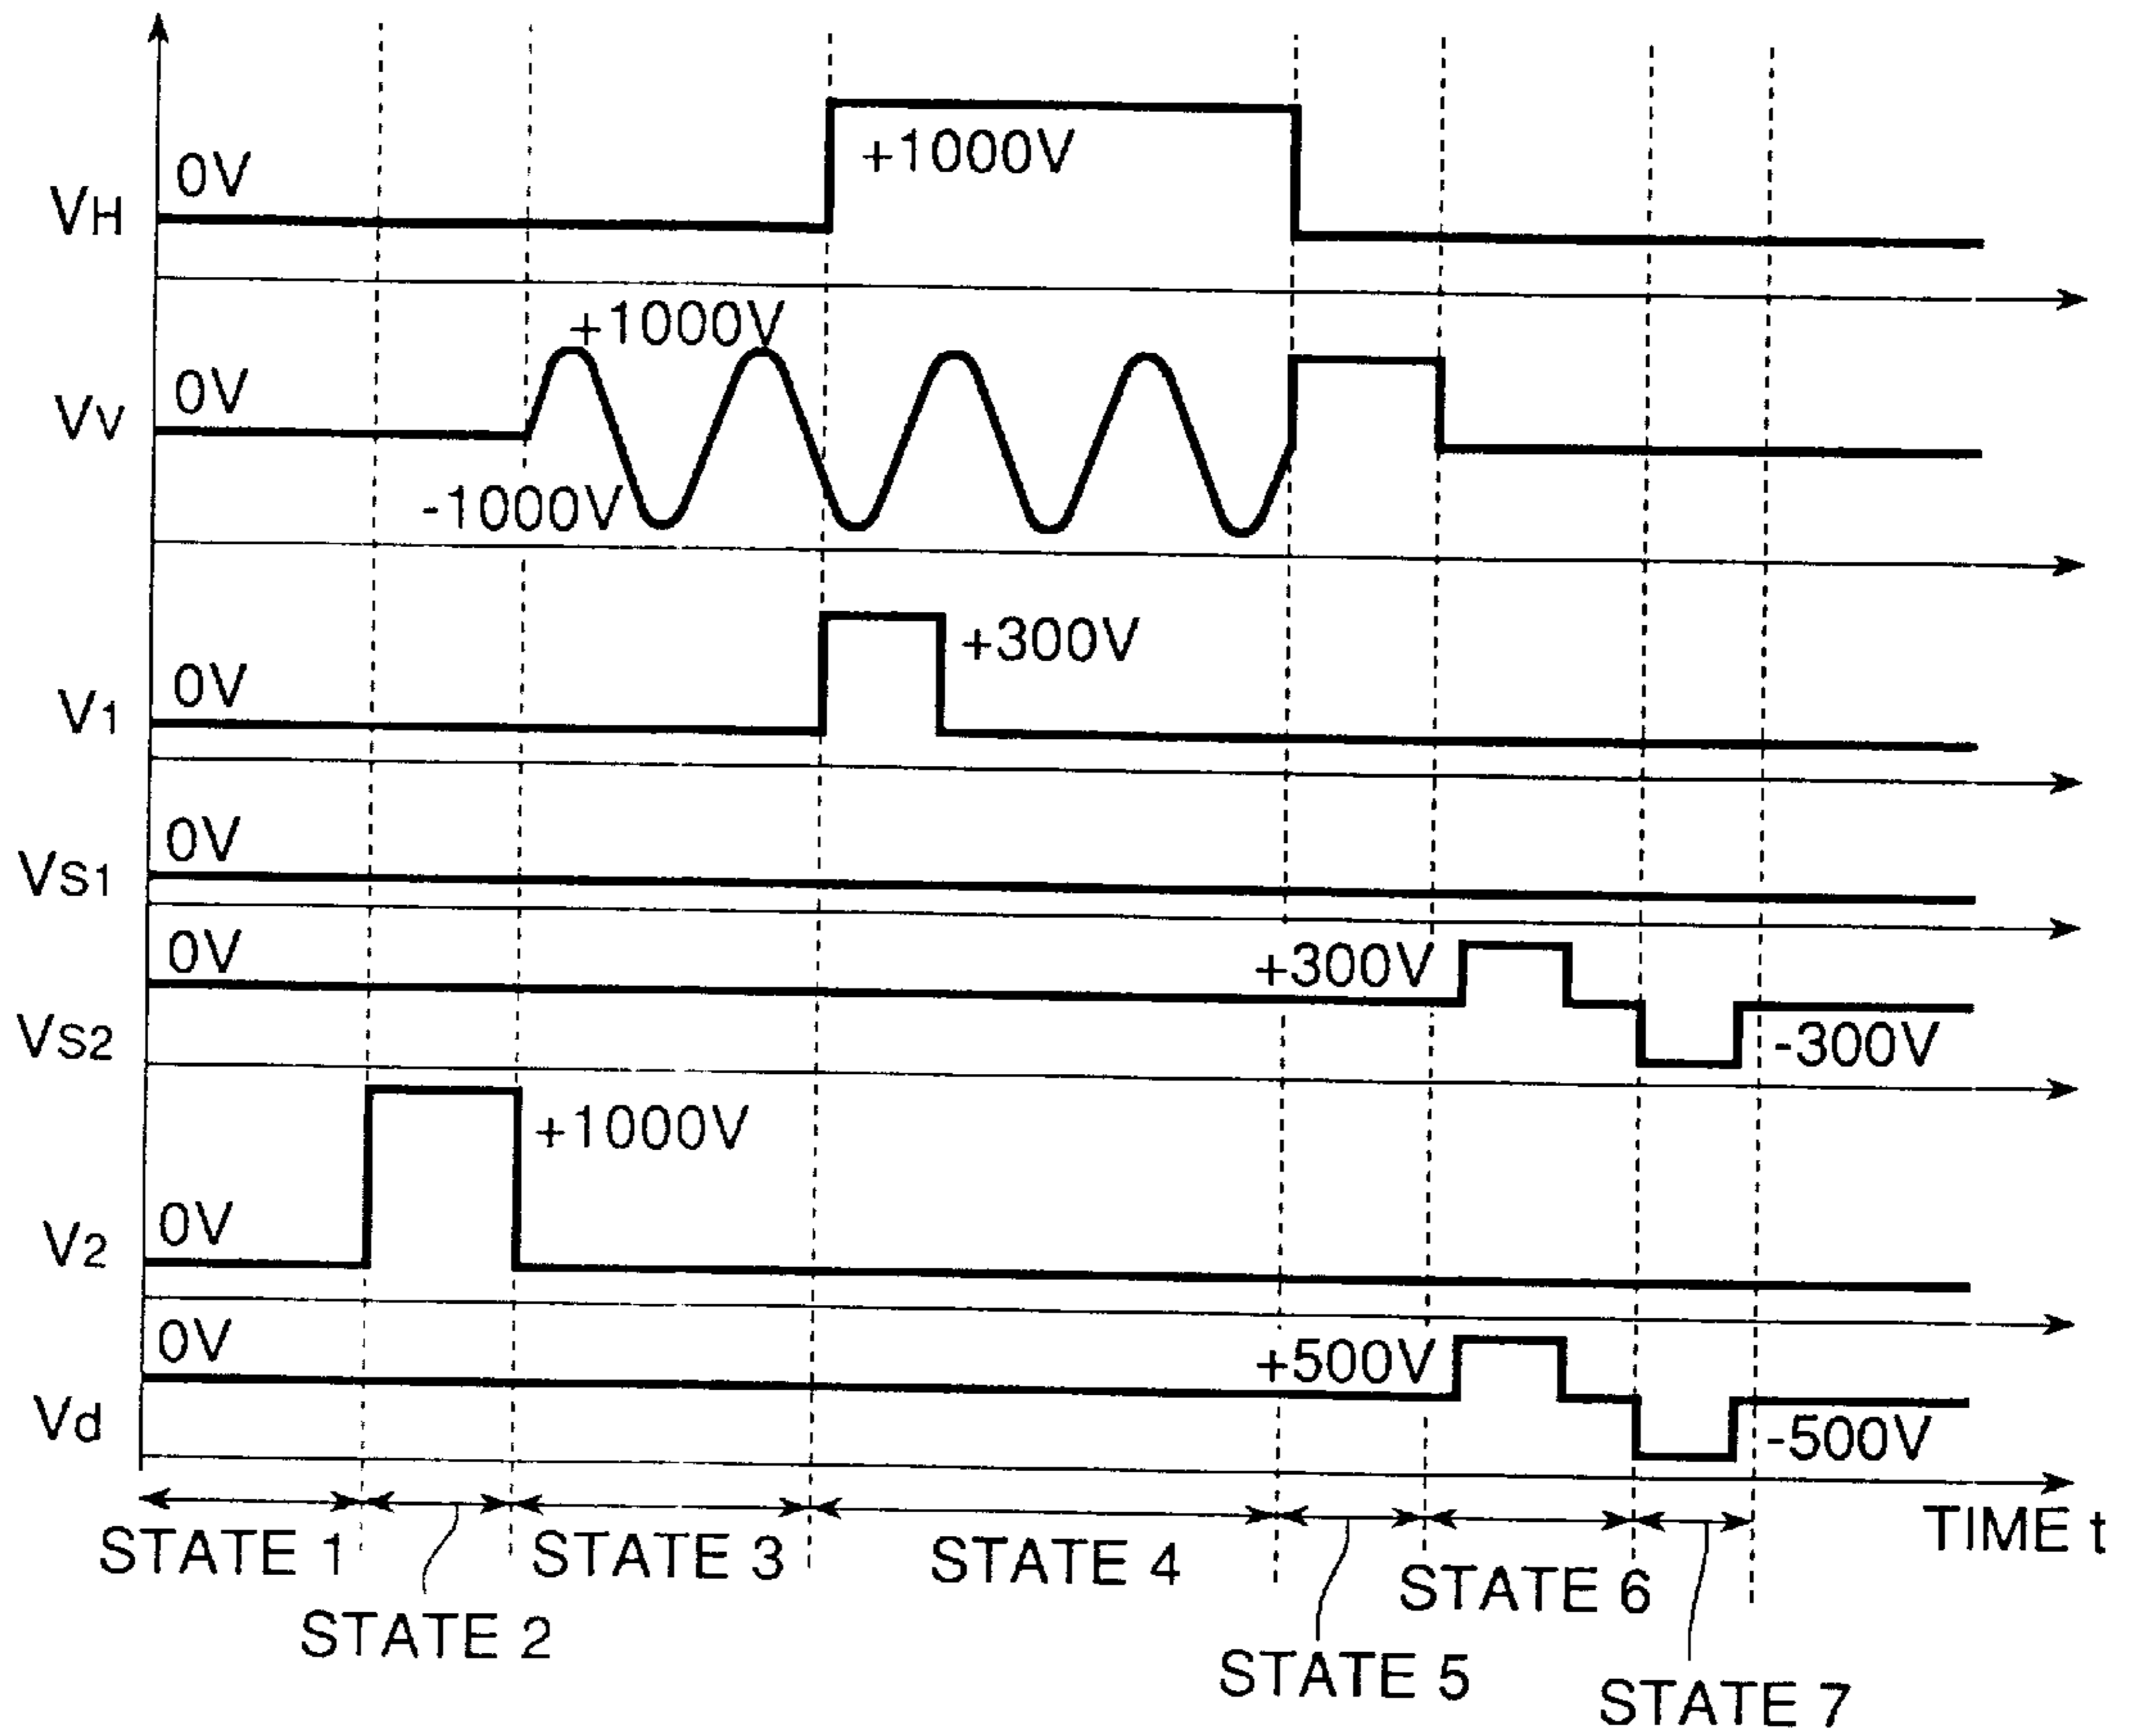 0V
VH
+1000V
+1000V
0V
VV
-1000V
+300V
0V
V1
0V
VS1
0V
+300V
VS2
-300V
+1000V
0V
V2
0V
+500V
Vd
-500V
TIME t
STATE 1
STATE 3
STATE 4
STATE 6
STATE 2
STATE 5
STATE 7